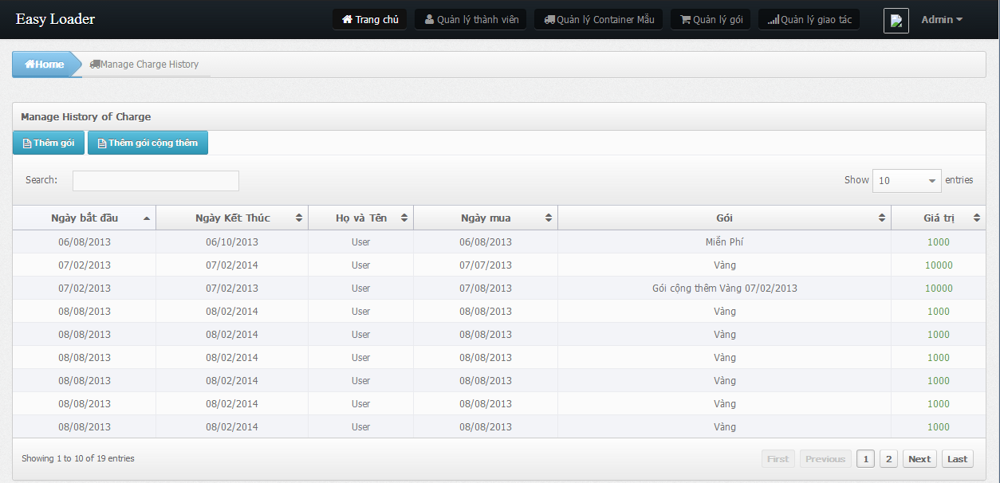 Easy Loader Trang chủ Quản lý thành viên Quản lý Container Mẫu Quản lý gói Quản lý giao tác Admin
Home Manage Charge History
Manage History of Charge
Thêm gói Thêm gói cộng thêm
Search: Show 10 entries
Ngày bắt đầu Ngày Kết Thúc Họ và Tên Ngày mua Gói Giá trị
06/08/2013 06/10/2013 User 06/08/2013 Miễn Phí 1000
07/02/2013 07/02/2014 User 07/07/2013 Vàng 10000
07/02/2013 07/02/2013 User 07/08/2013 Gói cộng thêm Vàng 07/02/2013 10000
08/08/2013 08/02/2014 User 08/08/2013 Vàng 1000
08/08/2013 08/02/2014 User 08/08/2013 Vàng 1000
08/08/2013 08/02/2014 User 08/08/2013 Vàng 1000
08/08/2013 08/02/2014 User 08/08/2013 Vàng 1000
08/08/2013 08/02/2014 User 08/08/2013 Vàng 1000
08/08/2013 08/02/2014 User 08/08/2013 Vàng 1000
Showing 1 to 10 of 19 entries First Previous 1 2 Next Last